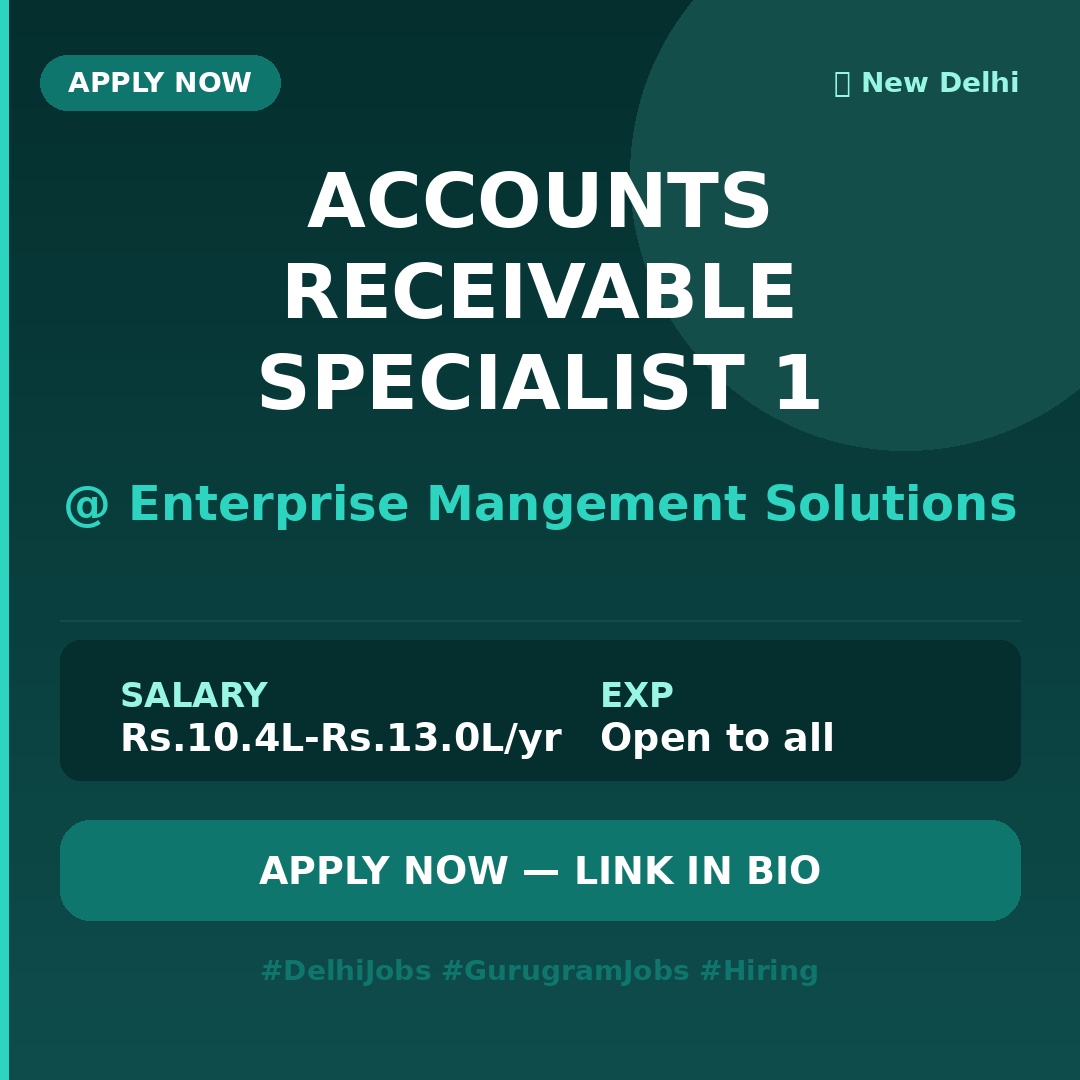 APPLY NOW
New Delhi
ACCOUNTS
RECEIVABLE
SPECIALIST 1
@ Enterprise Mangement Solutions
SALARY
Rs.10.4L-Rs.13.0L/yr
EXP
Open to all
APPLY NOW — LINK IN BIO
#DelhiJobs #GurugramJobs #Hiring